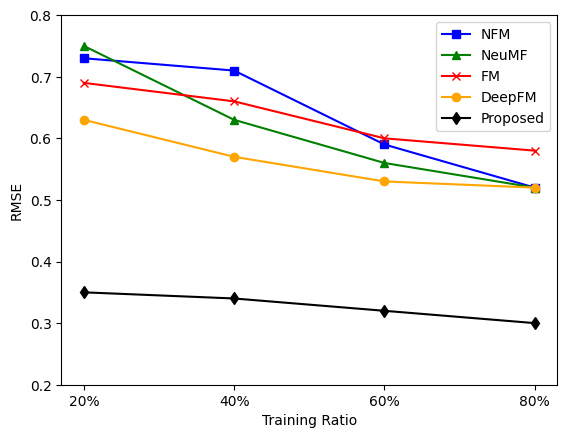 0.8
0.7
0.6
0.5
0.4
0.3
0.2
RMSE
20% 40% 60% 80%
Training Ratio
NFM
NeuMF
FM
DeepFM
Proposed